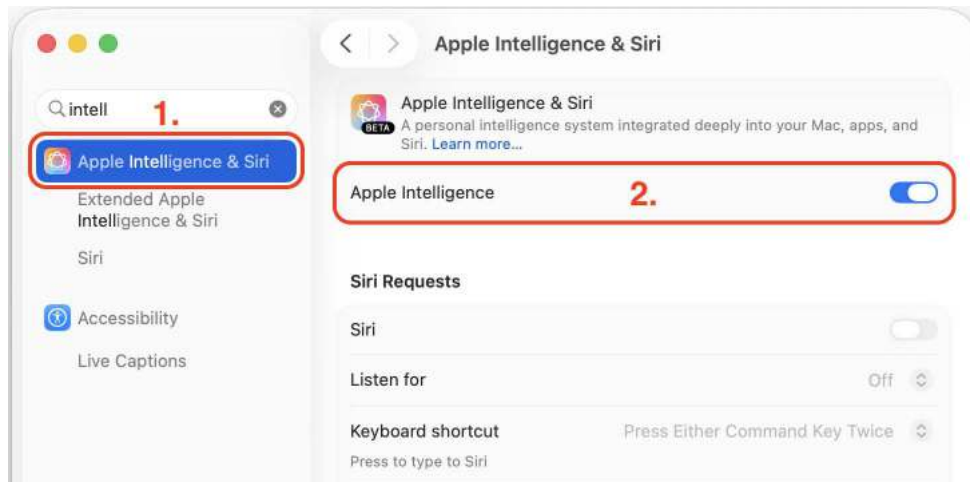 Apple Intelligence & Siri
intell
1.
Apple Intelligence & Siri
Extended Apple
Intelligence & Siri
Siri
Accessibility
Live Captions
Apple Intelligence & Siri
BETA
A personal intelligence system integrated deeply into your Mac, apps, and
Siri. Learn more...
Apple Intelligence
2.
Siri Requests
Siri
Listen for
Off
Keyboard shortcut
Press Either Command Key Twice
Press to type to Siri